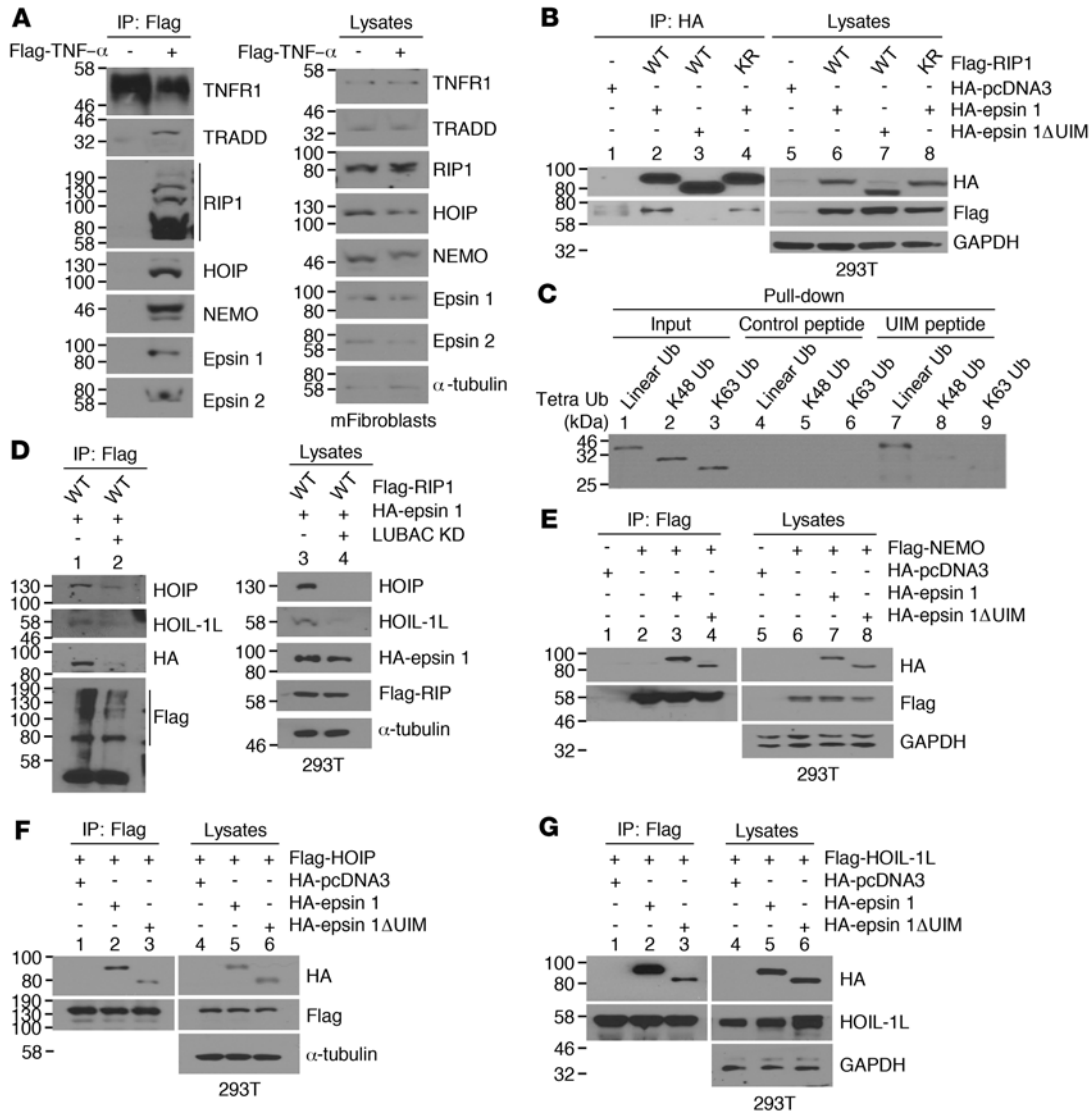 A
IP: Flag
Flag-TNF-α - +
58
46
TNFR1
46
32
TRADD
190
130
100
80
58
RIP1
130
100
HOIP
46
NEMO
100
80
Epsin 1
80
58
Epsin 2
Lysates
Flag-TNF-α - +
58
46
TNFR1
46
32
TRADD
100
80
RIP1
130
100
HOIP
46
NEMO
130
100
80
Epsin 1
80
58
Epsin 2
58
46
α-tubulin
mFibroblasts
B
IP: HA Lysates
- WT WT KR - WT WT KR Flag-RIP1
+ - - - + - - - HA-pcDNA3
- + - + - + - + HA-epsin 1
- - + - - - + - HA-epsin 1ΔUIM
1 2 3 4 5 6 7 8
100
80
HA
80
58
Flag
32
GAPDH
293T
C
Pull-down
Input Control peptide UIM peptide
Tetra Ub Linear Ub K48 Ub K63 Ub Linear Ub K48 Ub K63 Ub Linear Ub K48 Ub K63 Ub
(kDa) 1 2 3 4 5 6 7 8 9
46
32
25
D
IP: Flag Lysates
WT WT WT WT Flag-RIP1
+ + + + HA-epsin 1
- + - + LUBAC KD
1 2 3 4
130
100
HOIP
58
46
HOIL-1L
100
80
HA
190
130
100
80
58
Flag
130
100
HOIP
58
46
HOIL-1L
130
100
HA-epsin 1
80
58
Flag-RIP
58
46
α-tubulin
293T
E
IP: Flag Lysates
- + + + - + + + Flag-NEMO
+ - - - + - - - HA-pcDNA3
- - + - - - + - HA-epsin 1
- - - + - - - + HA-epsin 1ΔUIM
1 2 3 4 5 6 7 8
100
80
HA
58
46
Flag
32
GAPDH
293T
F
IP: Flag Lysates
+ + + + + + Flag-HOIP
+ - - + - - HA-pcDNA3
- + - - + - HA-epsin 1
- - + - - + HA-epsin 1ΔUIM
1 2 3 4 5 6
100
80
HA
190
130
100
Flag
58
α-tubulin
293T
G
IP: Flag Lysates
+ + + + + + Flag-HOIL-1L
+ - - + - - HA-pcDNA3
- + - - + - HA-epsin 1
- - + - - + HA-epsin 1ΔUIM
1 2 3 4 5 6
100
80
HA
58
46
HOIL-1L
32
GAPDH
293T